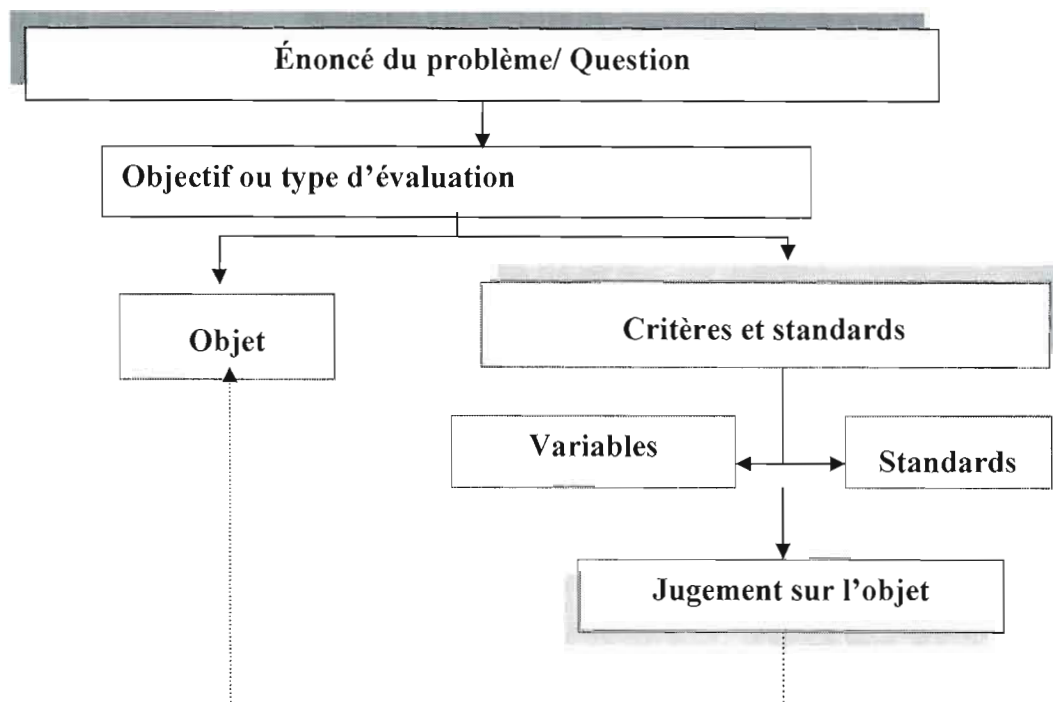 Énoncé du problème/ Question
Objectif ou type d’évaluation
Objet
Critères et standards
Variables
Standards
Jugement sur l’objet